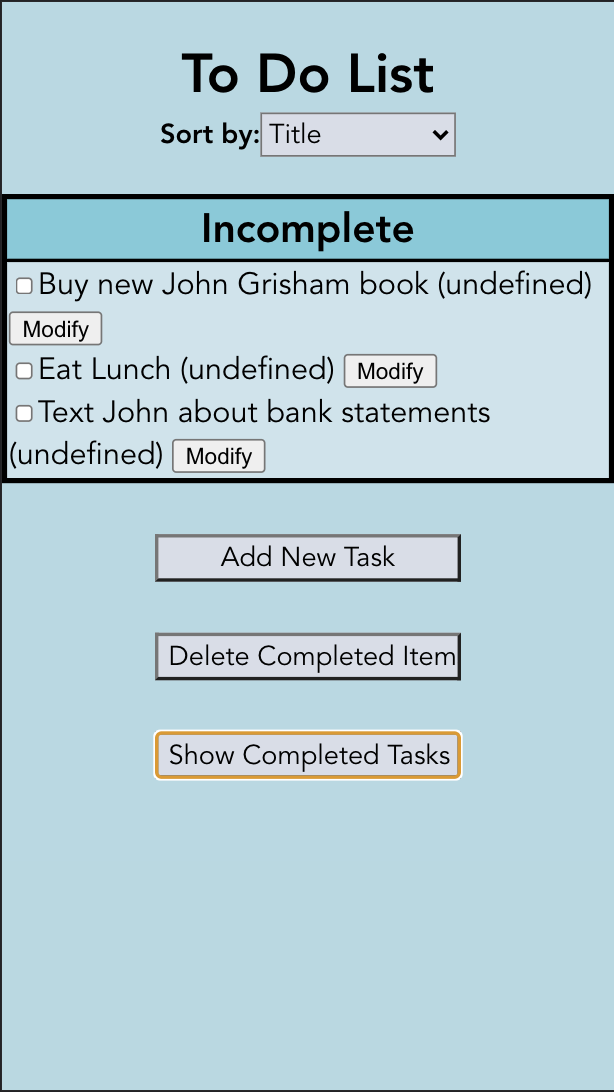 To Do List
Sort by: Title
Incomplete
Buy new John Grisham book (undefined)
Modify
Eat Lunch (undefined) Modify
Text John about bank statements
(undefined) Modify
Add New Task
Delete Completed Item
Show Completed Tasks